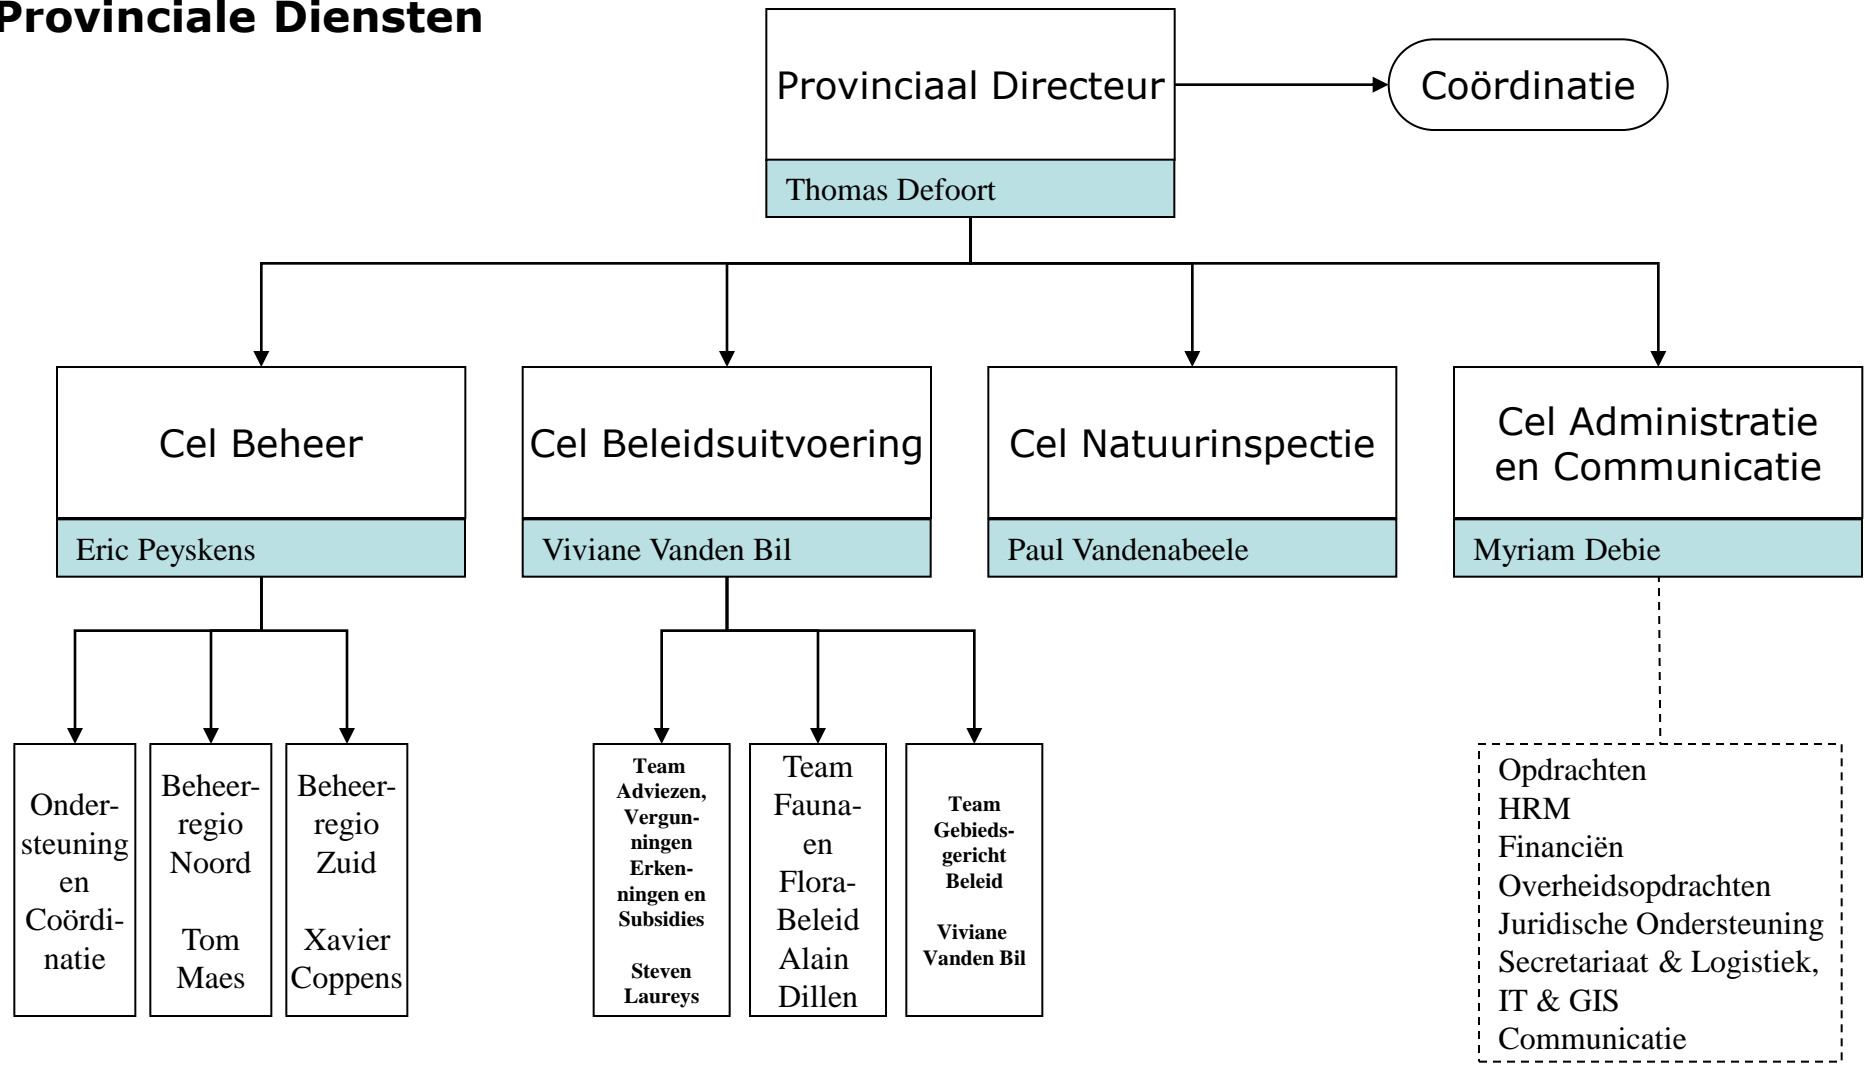 Provinciale Diensten
Provinciaal Directeur
Thomas Defoort
Coördinatie
Cel Beheer
Eric Peyskens
Cel Beleidsuitvoering
Viviane Vanden Bil
Cel Natuurinspectie
Paul Vandenabeele
Cel Administratie
en Communicatie
Myriam Debie
Onder-
steuning
en
Coördi-
natie
Beheer-
regio
Noord
Tom
Maes
Beheer-
regio
Zuid
Xavier
Coppens
Team
Adviezen,
Vergun-
ningen
Erken-
ningen en
Subsidies
Steven
Laureys
Team
Fauna-
en
Flora-
Beleid
Alain
Dillen
Team
Gebieds-
gericht
Beleid
Viviane
Vanden Bil
Opdrachten
HRM
Financiën
Overheidsopdrachten
Juridische Ondersteuning
Secretariaat & Logistiek,
IT & GIS
Communicatie